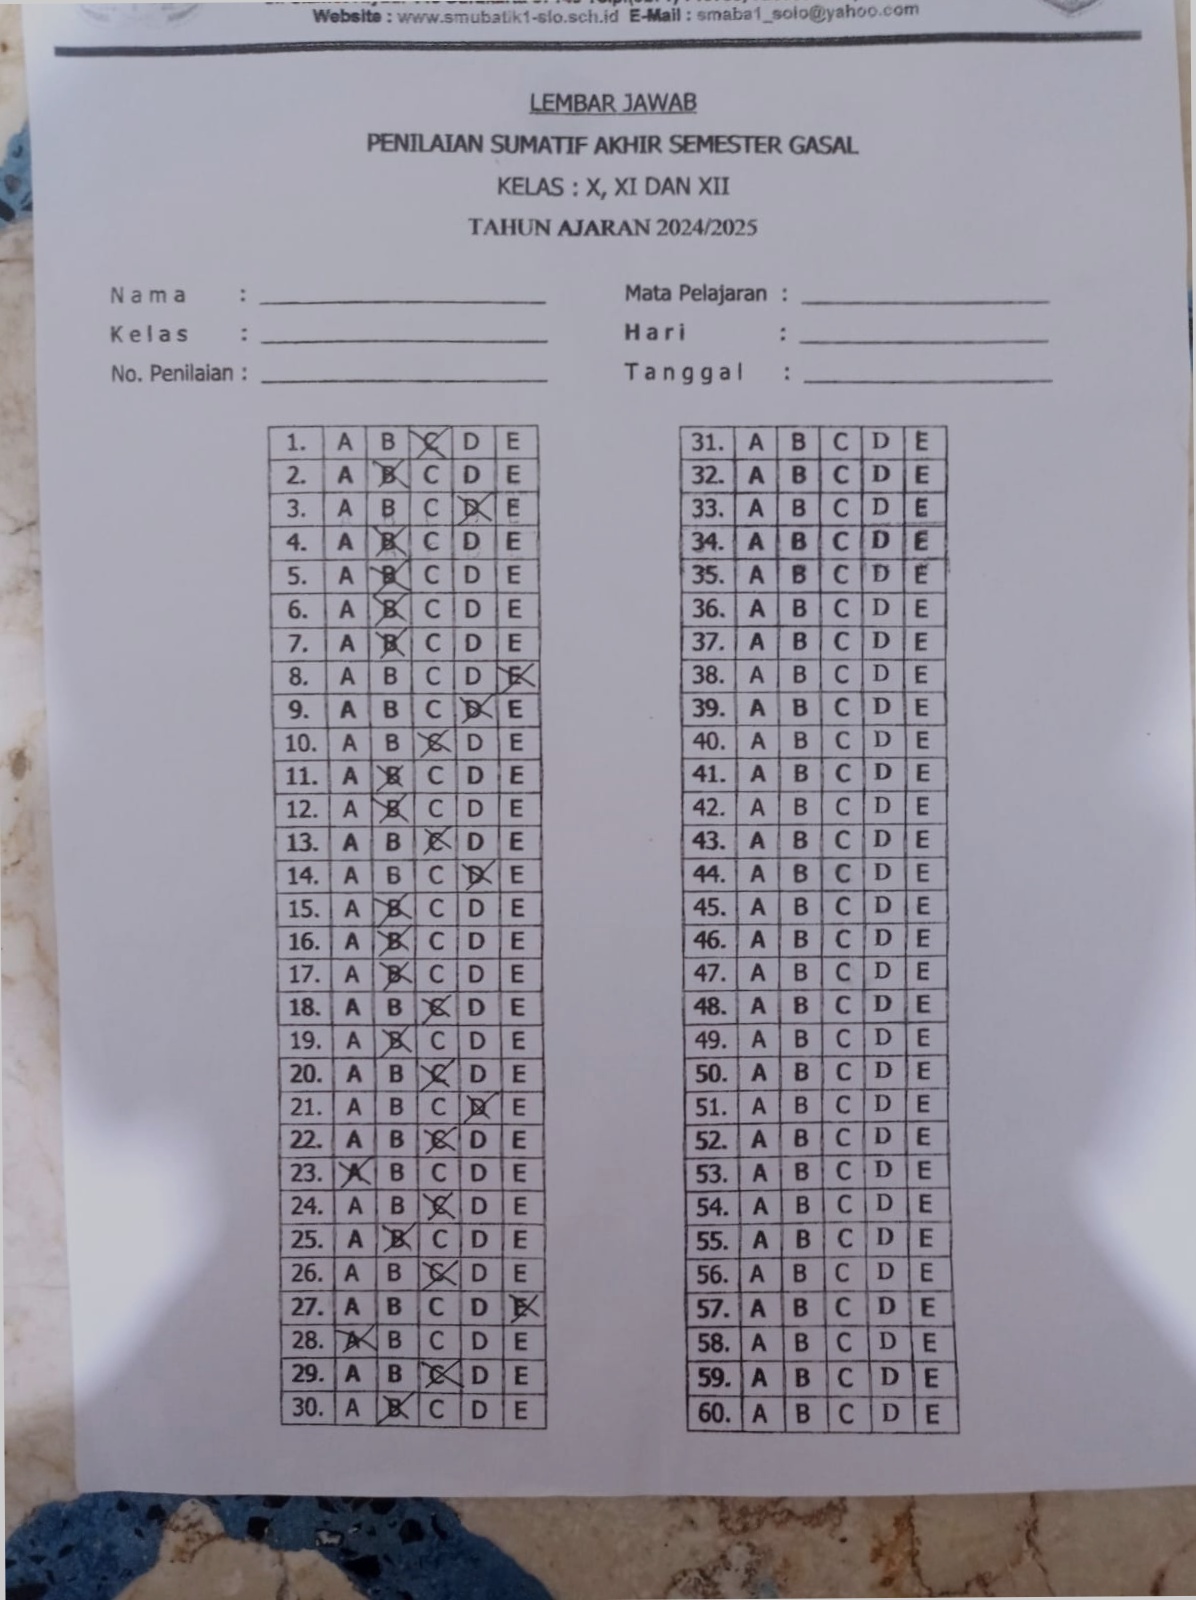 Website : www.smubatik1-slo.sch.id E-Mail : smaba1_solo@yahoo.com
LEMBAR JAWAB
PENILAIAN SUMATIF AKHIR SEMESTER GASAL
KELAS : X, XI DAN XII
TAHUN AJARAN 2024/2025
Nama : Mata Pelajaran :
Kelas : Hari :
No. Penilaian : Tanggal :
1. A B C D E
2. A B C D E
3. A B C D E
4. A B C D E
5. A B C D E
6. A B C D E
7. A B C D E
8. A B C D E
9. A B C D E
10. A B C D E
11. A B C D E
12. A B C D E
13. A B C D E
14. A B C D E
15. A B C D E
16. A B C D E
17. A B C D E
18. A B C D E
19. A B C D E
20. A B C D E
21. A B C D E
22. A B C D E
23. A B C D E
24. A B C D E
25. A B C D E
26. A B C D E
27. A B C D E
28. A B C D E
29. A B C D E
30. A B C D E
31. A B C D E
32. A B C D E
33. A B C D E
34. A B C D E
35. A B C D E
36. A B C D E
37. A B C D E
38. A B C D E
39. A B C D E
40. A B C D E
41. A B C D E
42. A B C D E
43. A B C D E
44. A B C D E
45. A B C D E
46. A B C D E
47. A B C D E
48. A B C D E
49. A B C D E
50. A B C D E
51. A B C D E
52. A B C D E
53. A B C D E
54. A B C D E
55. A B C D E
56. A B C D E
57. A B C D E
58. A B C D E
59. A B C D E
60. A B C D E